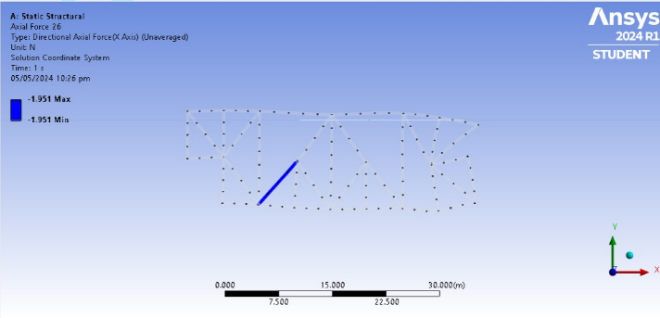 A: Static Structural
Axial Force 26
Type: Directional Axial Force(X Axis) (Unaveraged)
Unit: N
Solution Coordinate System
Time: 1 s
05/05/2024 10:26 pm
-1.951 Max
-1.951 Min
Ansys
2024 R1
STUDENT
0.000
15.000
30.000(m)
7.500
22.500
Y
X